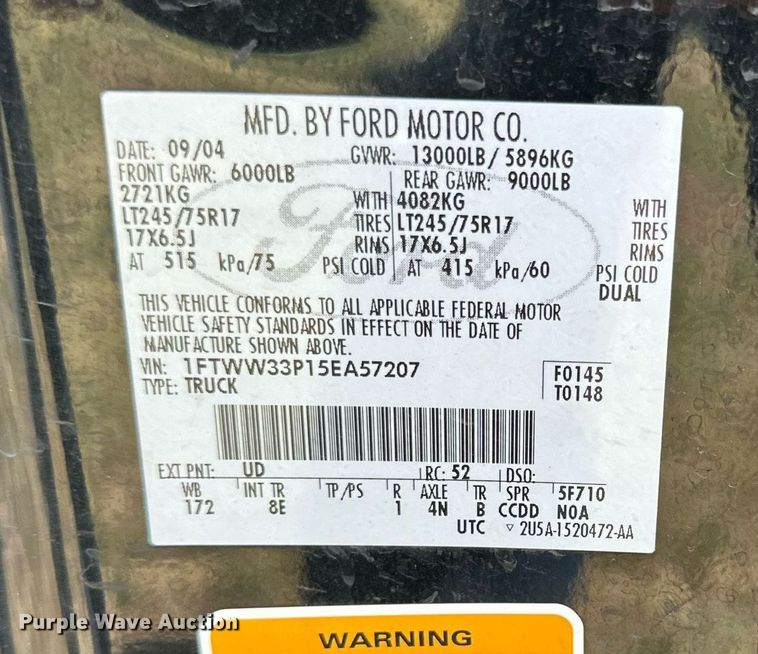 MFD. BY FORD MOTOR CO.
DATE: 09/04 GVWR: 13000LB/ 5896KG
FRONT GAWR: 6000LB REAR GAWR: 9000LB
2721KG WITH 4082KG WITH
LT245/75R17 TIRES LT245/75R17 TIRES
17X6.5J RIMS 17X6.5J RIMS
AT 515 kPa/75 PSI COLD AT 415 kPa/60 PSI COLD
DUAL
Ford
THIS VEHICLE CONFORMS TO ALL APPLICABLE FEDERAL MOTOR
VEHICLE SAFETY STANDARDS IN EFFECT ON THE DATE OF
MANUFACTURE SHOWN ABOVE.
VIN: 1FTWW33P15EA57207 F0145
TYPE: TRUCK T0148
EXT PNT: UD RC: 52 DSO:
WB INT TR TP/PS R AXLE TR SPR 5F710
172 8E 1 4N B CCDD NOA
UTC ▽ 2U5A-1520472-AA
Purple Wave Auction
WARNING